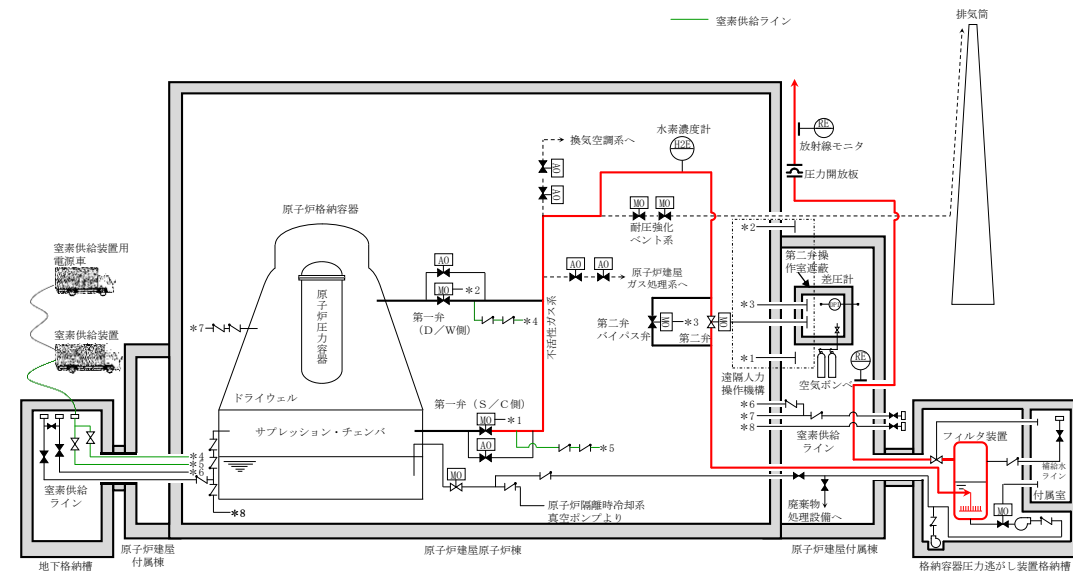 窒素供給ライン
排気筒
水素濃度計
H2E
RE
放射線モニタ
圧力開放板
換気空調系へ
AO
AO
原子炉格納容器
MO
MO
耐圧強化
ベント系
*2
窒素供給装置用
電源車
AO
MO
*2
AO
AO
原子炉建屋
ガス処理系へ
第二弁操
作室遮蔽
差圧計
DPI
窒素供給装置
*7
原子炉圧力容器
第一弁
(D/W側)
*4
不活性ガス系
第二弁
バイパス弁
MO
*3
第二弁
MO
*3
*1
RE
遠隔人力
操作機構
空気ボンベ
ドライウェル
第一弁(S/C側)
MO
*1
サプレッション・チェンバ
AO
*5
*6
*7
*8
窒素供給
ライン
フィルタ装置
補給水
ライン
付属室
MO
*4
*5
*6
窒素供給
ライン
*8
MO
原子炉隔離時冷却系
真空ポンプより
廃棄物
処理設備へ
地下格納槽
原子炉建屋
付属棟
原子炉建屋原子炉棟
原子炉建屋付属棟
格納容器圧力逃がし装置格納槽